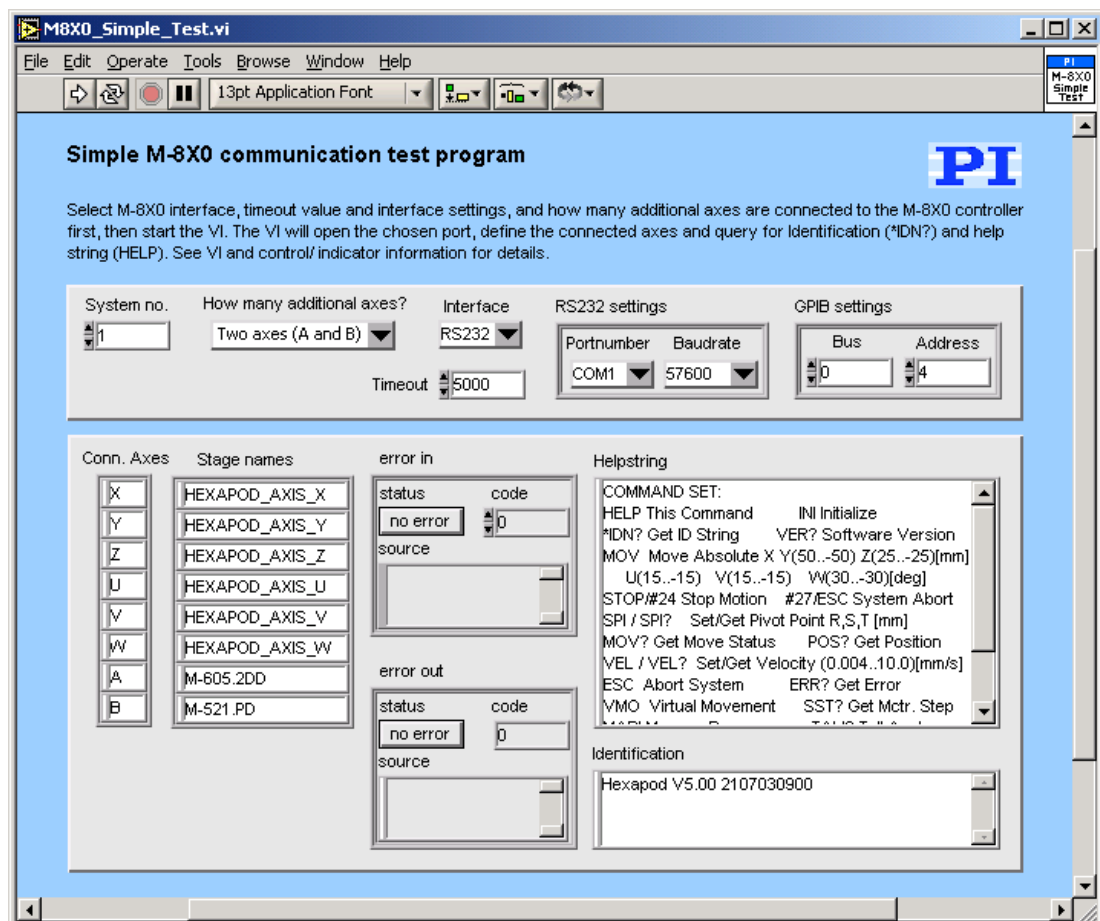 M8X0_Simple_Test.vi
File Edit Operate Tools Browse Window Help
13pt Application Font
PI
M-8X0
Simple
Test
Simple M-8X0 communication test program
PI
Select M-8X0 interface, timeout value and interface settings, and how many additional axes are connected to the M-8X0 controller
first, then start the VI. The VI will open the chosen port, define the connected axes and query for Identification (*IDN?) and help
string (HELP). See VI and control/ indicator information for details.
System no. How many additional axes? Interface RS232 settings GPIB settings
1 Two axes (A and B) RS232
Portnumber Baudrate Bus Address
Timeout 5000 COM1 57600 0 4
Conn. Axes Stage names
X HEXAPOD_AXIS_X
Y HEXAPOD_AXIS_Y
Z HEXAPOD_AXIS_Z
U HEXAPOD_AXIS_U
V HEXAPOD_AXIS_V
W HEXAPOD_AXIS_W
A M-605.2DD
B M-521.PD
error in
status code
no error 0
source
error out
status code
no error 0
source
Helpstring
COMMAND SET:
HELP This Command INI Initialize
*IDN? Get ID String VER? Software Version
MOV Move Absolute X Y(50..-50) Z(25..-25)[mm]
U(15..-15) V(15..-15) W(30..-30)[deg]
STOP/#24 Stop Motion #27/ESC System Abort
SPI / SPI? Set/Get Pivot Point R,S,T [mm]
MOV? Get Move Status POS? Get Position
VEL / VEL? Set/Get Velocity (0.004..10.0)[mm/s]
ESC Abort System ERR? Get Error
VMO Virtual Movement SST? Get Mctr. Step
Identification
Hexapod V5.00 2107030900